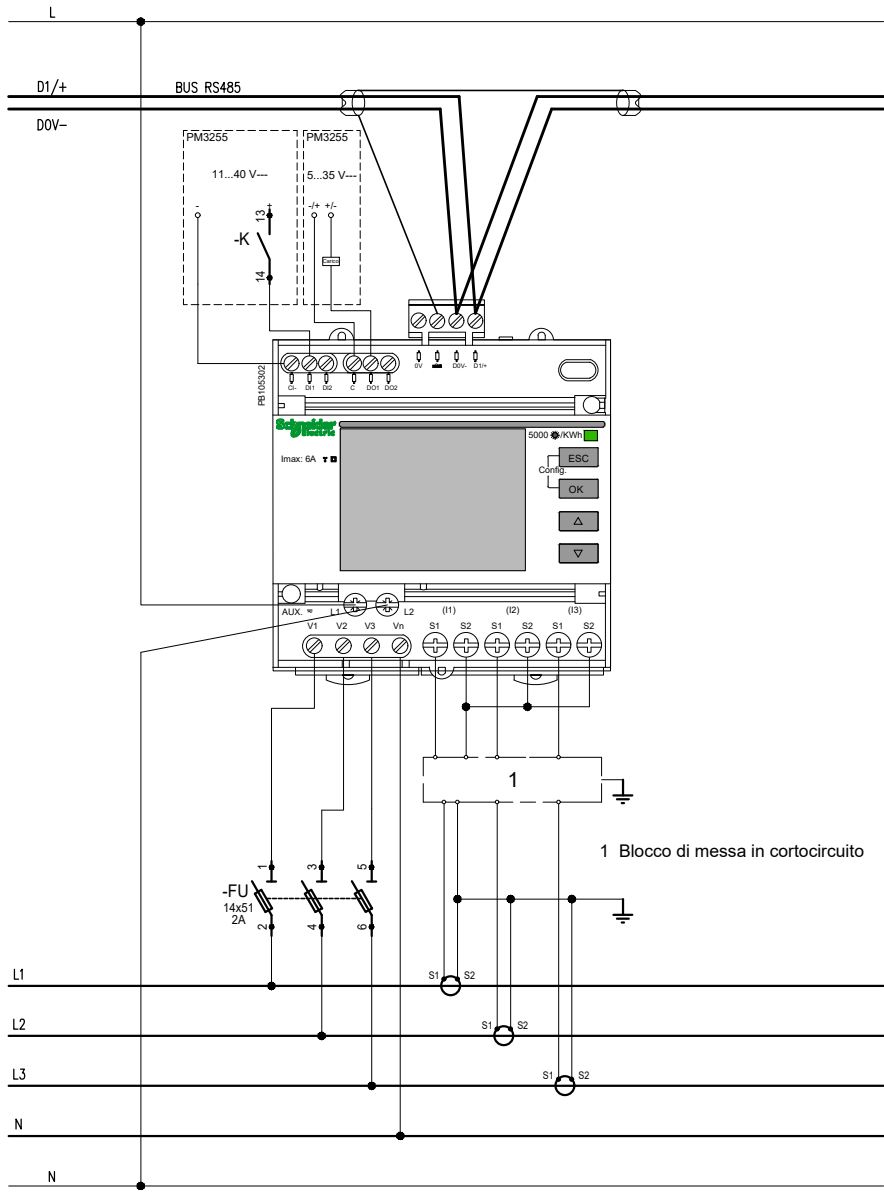 L
D1/+ BUS RS485
D0V-
PM3255 PM3255
11...40 V--- 5...35 V---
- + -/+ +/-
13
-K
14
Carico
PB105302
CI- DI1 DI2 C DO1 DO2
0V D0V- D1/+
Schneider
Electric
5000 /KWh
Imax: 6A
ESC
Config.
OK
AUX. ≂ L1 L2 (I1) (I2) (I3)
V1 V2 V3 Vn S1 S2 S1 S2 S1 S2
1
1 Blocco di messa in cortocircuito
1 3 5
-FU
14x51
2A
2 4 6
L1 S1 S2
L2 S1 S2
L3 S1 S2
N
N